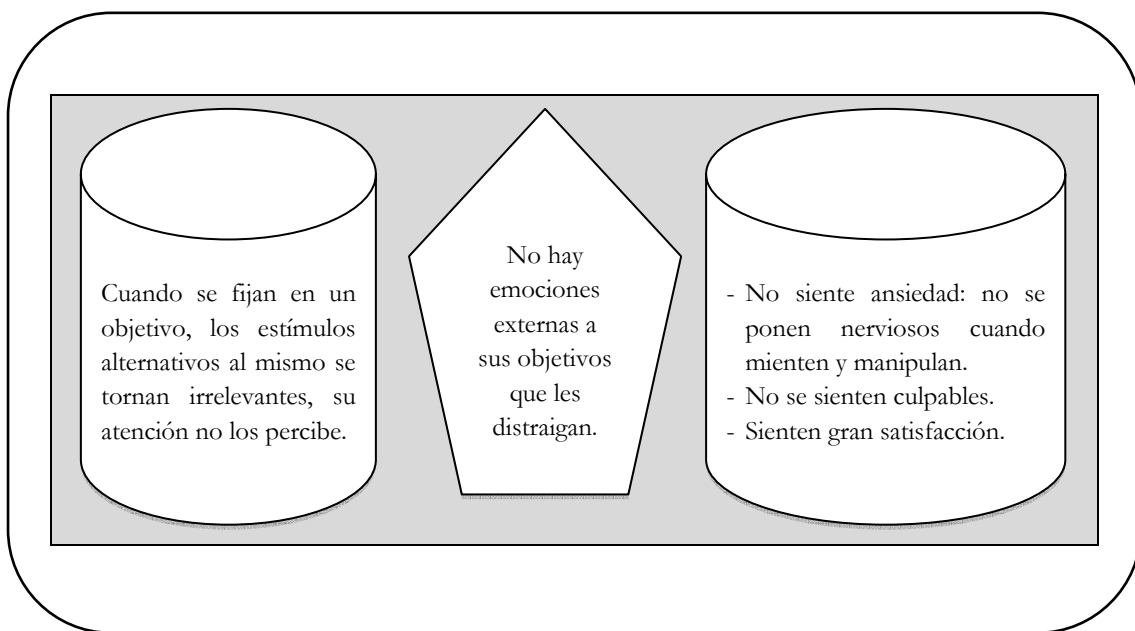 Cuando se fijan en un
objetivo, los estímulos
alternativos al mismo se
tornan irrelevantes, su
atención no los percibe.
No hay
emociones
externas a
sus objetivos
que les
distraigan.
- No siente ansiedad: no se
ponen nerviosos cuando
mienten y manipulan.
- No se sienten culpables.
- Sienten gran satisfacción.